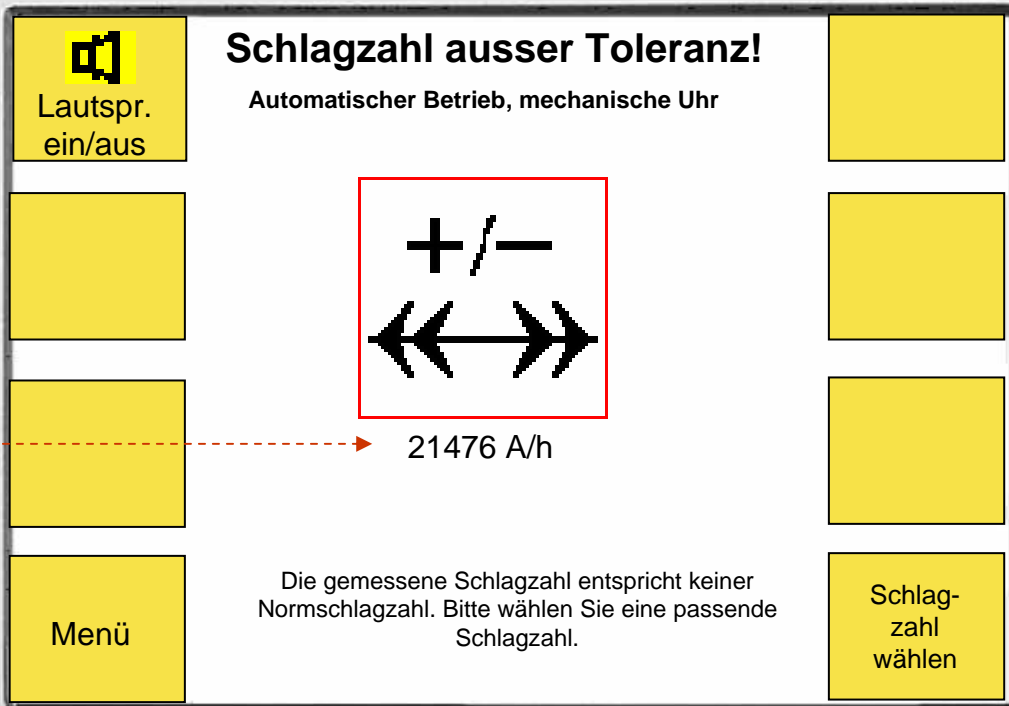 Schlagzahl ausser Toleranz!
Automatischer Betrieb, mechanische Uhr
Lautspr.
ein/aus
+/−
21476 A/h
Die gemessene Schlagzahl entspricht keiner
Normschlagzahl. Bitte wählen Sie eine passende
Schlagzahl.
Menü
Schlag-
zahl
wählen